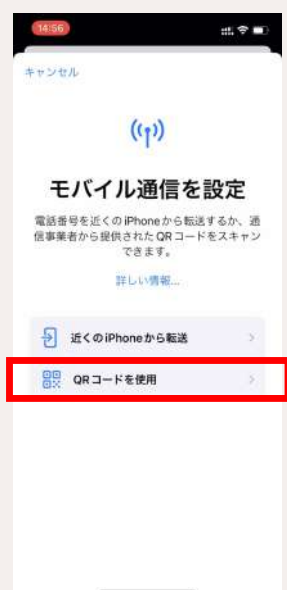 14:56
キャンセル
モバイル通信を設定
電話番号を近くのiPhoneから転送するか、通
信事業者から提供されたQRコードをスキャン
できます。
詳しい情報...
近くのiPhoneから転送
QRコードを使用